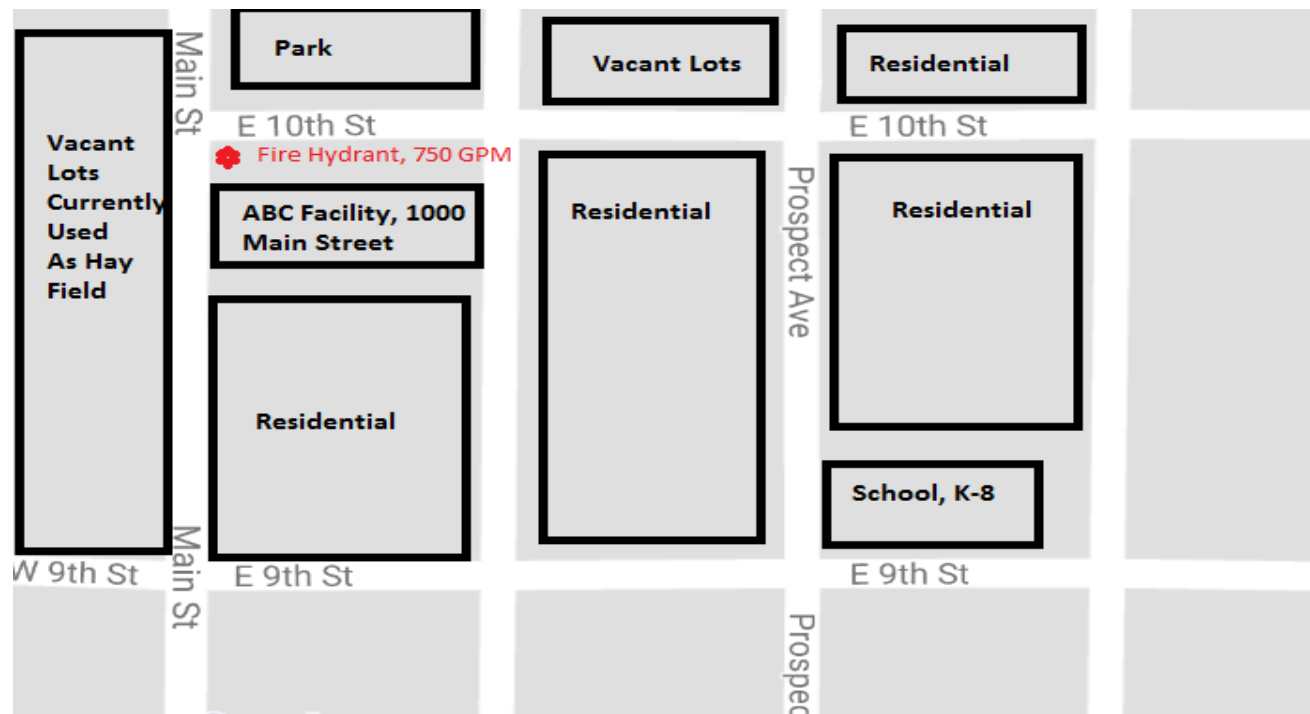 Main St
Park
Vacant Lots
Residential
E 10th St
E 10th St
Vacant
Lots
Currently
Used
As Hay
Field
Fire Hydrant, 750 GPM
ABC Facility, 1000
Main Street
Residential
Prospect Ave
Residential
Residential
School, K-8
W 9th St
Main St
E 9th St
E 9th St
Prospec